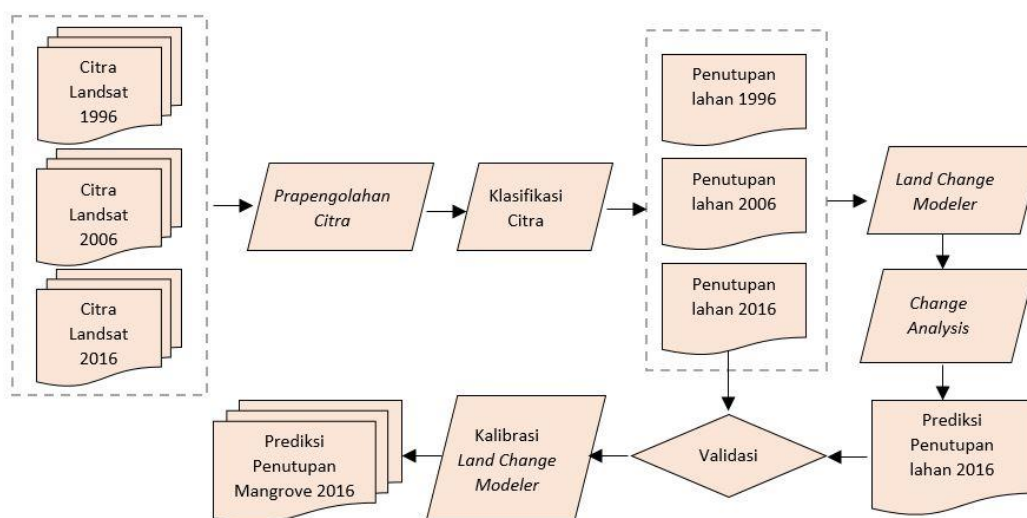 Citra
Landsat
1996
Citra
Landsat
2006
Citra
Landsat
2016
Prapengolahan
Citra
Klasifikasi
Citra
Penutupan
lahan 1996
Penutupan
lahan 2006
Penutupan
lahan 2016
Land Change
Modeler
Change
Analysis
Prediksi
Penutupan
lahan 2016
Validasi
Kalibrasi
Land Change
Modeler
Prediksi
Penutupan
Mangrove 2016